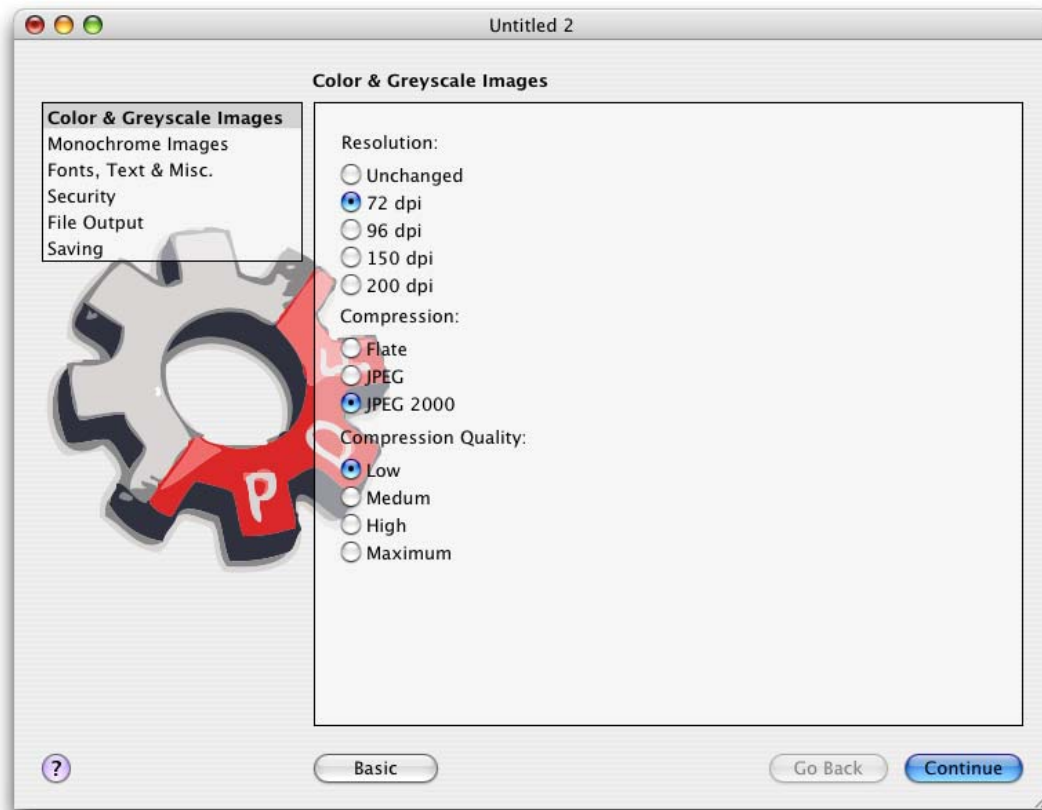 Untitled 2
Color & Greyscale Images
Color & Greyscale Images
Monochrome Images
Fonts, Text & Misc.
Security
File Output
Saving
Resolution:
Unchanged
72 dpi
96 dpi
150 dpi
200 dpi
Compression:
Flate
JPEG
JPEG 2000
Compression Quality:
Low
Medum
High
Maximum
P
D
?
Basic
Go Back
Continue